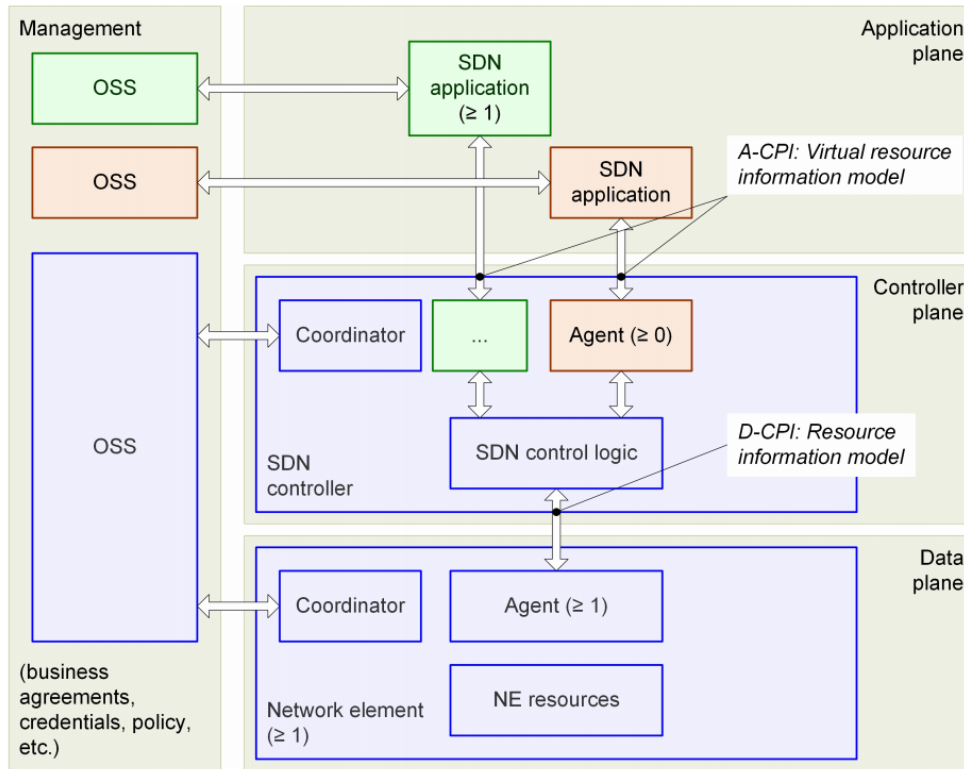 Management
Application
plane
OSS
SDN
application
(≥ 1)
OSS
SDN
application
A-CPI: Virtual resource
information model
Controller
plane
Coordinator
...
Agent (≥ 0)
OSS
SDN control logic
D-CPI: Resource
information model
SDN
controller
Data
plane
Coordinator
Agent (≥ 1)
NE resources
Network element
(≥ 1)
(business
agreements,
credentials, policy,
etc.)